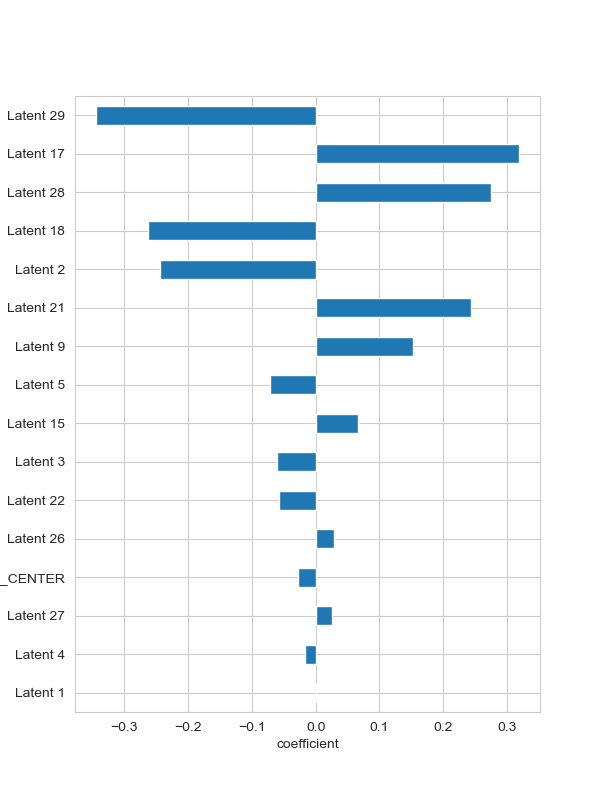 Latent 29
Latent 17
Latent 28
Latent 18
Latent 2
Latent 21
Latent 9
Latent 5
Latent 15
Latent 3
Latent 22
Latent 26
_CENTER
Latent 27
Latent 4
Latent 1
−0.3 −0.2 −0.1 0.0 0.1 0.2 0.3
coefficient